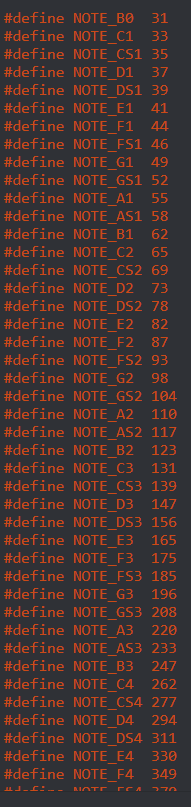 #define NOTE_B0  31
#define NOTE_C1  33
#define NOTE_CS1 35
#define NOTE_D1  37
#define NOTE_DS1 39
#define NOTE_E1  41
#define NOTE_F1  44
#define NOTE_FS1 46
#define NOTE_G1  49
#define NOTE_GS1 52
#define NOTE_A1  55
#define NOTE_AS1 58
#define NOTE_B1  62
#define NOTE_C2  65
#define NOTE_CS2 69
#define NOTE_D2  73
#define NOTE_DS2 78
#define NOTE_E2  82
#define NOTE_F2  87
#define NOTE_FS2 93
#define NOTE_G2  98
#define NOTE_GS2 104
#define NOTE_A2  110
#define NOTE_AS2 117
#define NOTE_B2  123
#define NOTE_C3  131
#define NOTE_CS3 139
#define NOTE_D3  147
#define NOTE_DS3 156
#define NOTE_E3  165
#define NOTE_F3  175
#define NOTE_FS3 185
#define NOTE_G3  196
#define NOTE_GS3 208
#define NOTE_A3  220
#define NOTE_AS3 233
#define NOTE_B3  247
#define NOTE_C4  262
#define NOTE_CS4 277
#define NOTE_D4  294
#define NOTE_DS4 311
#define NOTE_E4  330
#define NOTE_F4  349